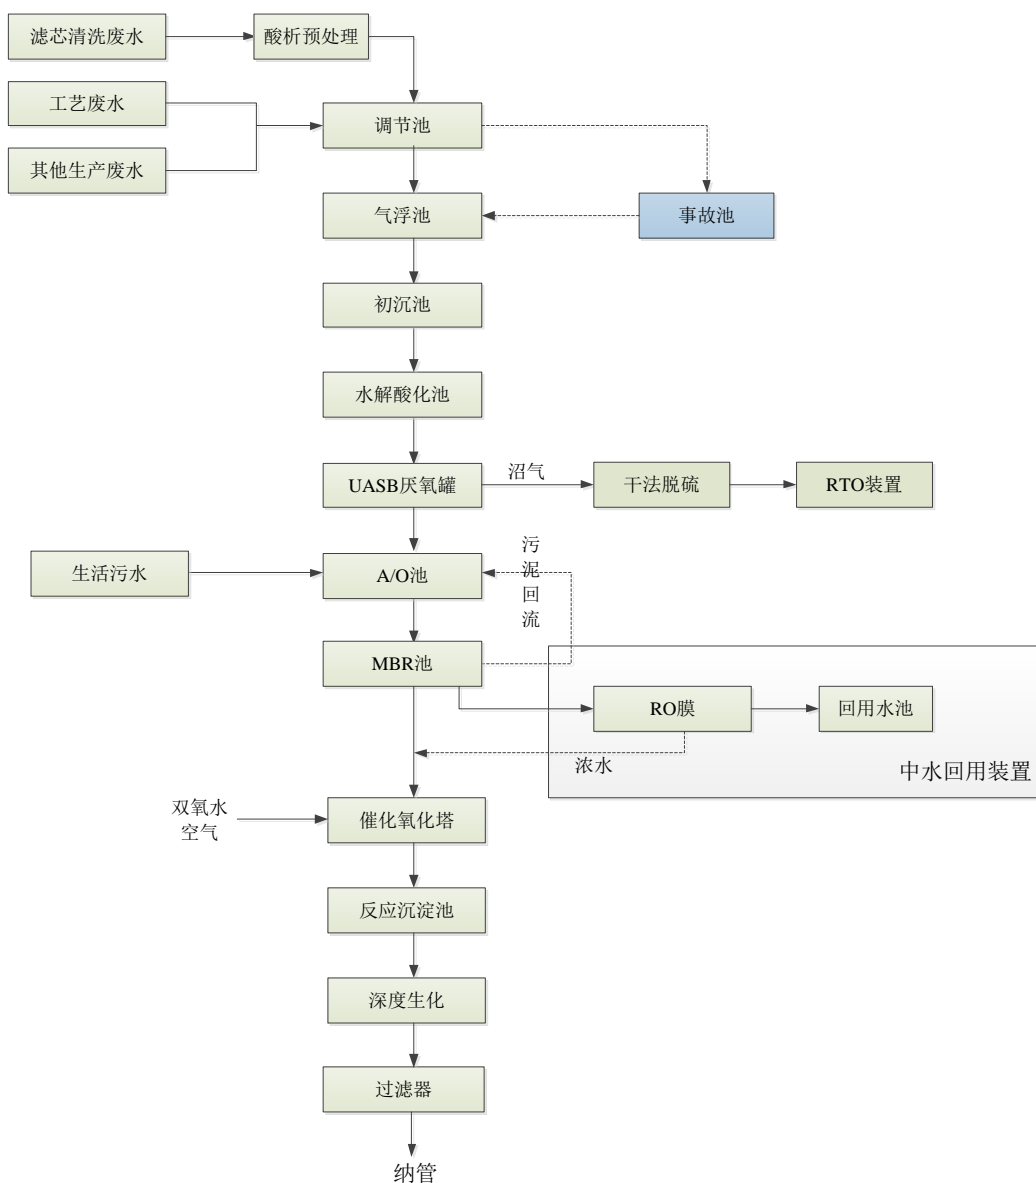 滤芯清洗废水
酸析预处理
工艺废水
调节池
其他生产废水
气浮池
事故池
初沉池
水解酸化池
UASB厌氧罐
沼气
干法脱硫
RTO装置
生活污水
A/O池
污
泥
回
流
MBR池
RO膜
回用水池
浓水
中水回用装置
双氧水
空气
催化氧化塔
反应沉淀池
深度生化
过滤器
纳管